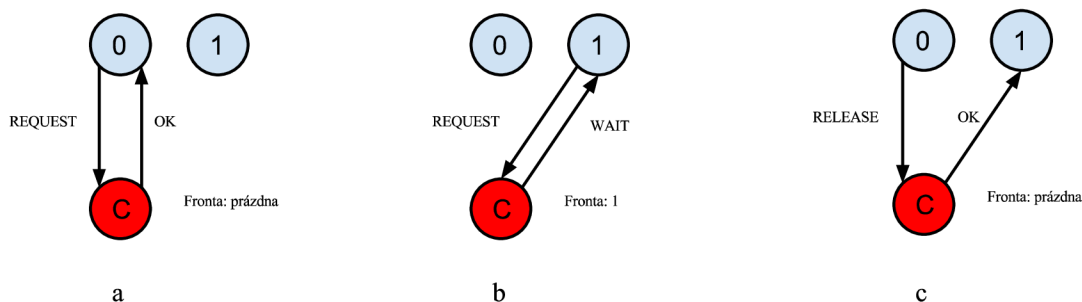 0
1
REQUEST
OK
C
Fronta: prázdna
a
0
1
REQUEST
WAIT
C
Fronta: 1
b
0
1
RELEASE
OK
C
Fronta: prázdna
c